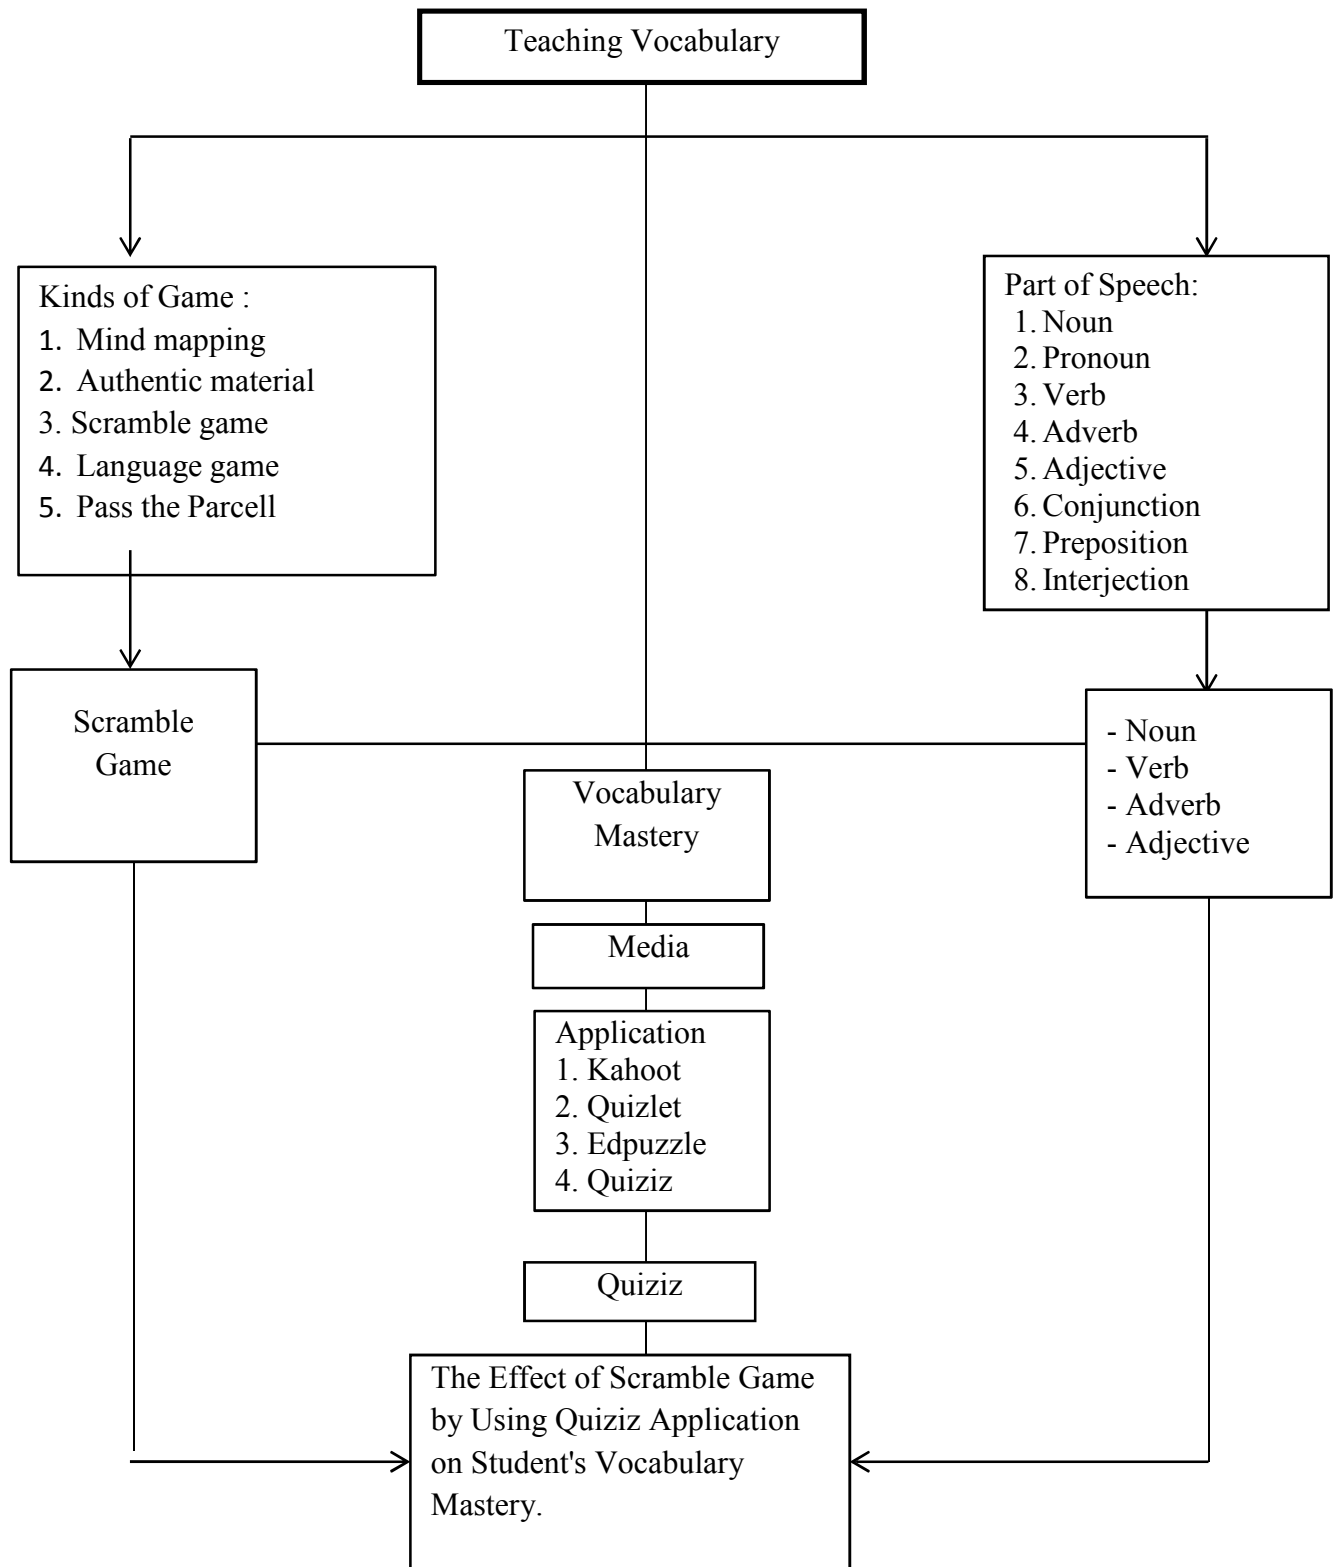 Teaching Vocabulary
Kinds of Game :
1. Mind mapping
2. Authentic material
3. Scramble game
4. Language game
5. Pass the Parcell
Part of Speech:
1. Noun
2. Pronoun
3. Verb
4. Adverb
5. Adjective
6. Conjunction
7. Preposition
8. Interjection
Scramble
Game
- Noun
- Verb
- Adverb
- Adjective
Vocabulary
Mastery
Media
Application
1. Kahoot
2. Quizlet
3. Edpuzzle
4. Quiziz
Quiziz
The Effect of Scramble Game
by Using Quiziz Application
on Student's Vocabulary
Mastery.